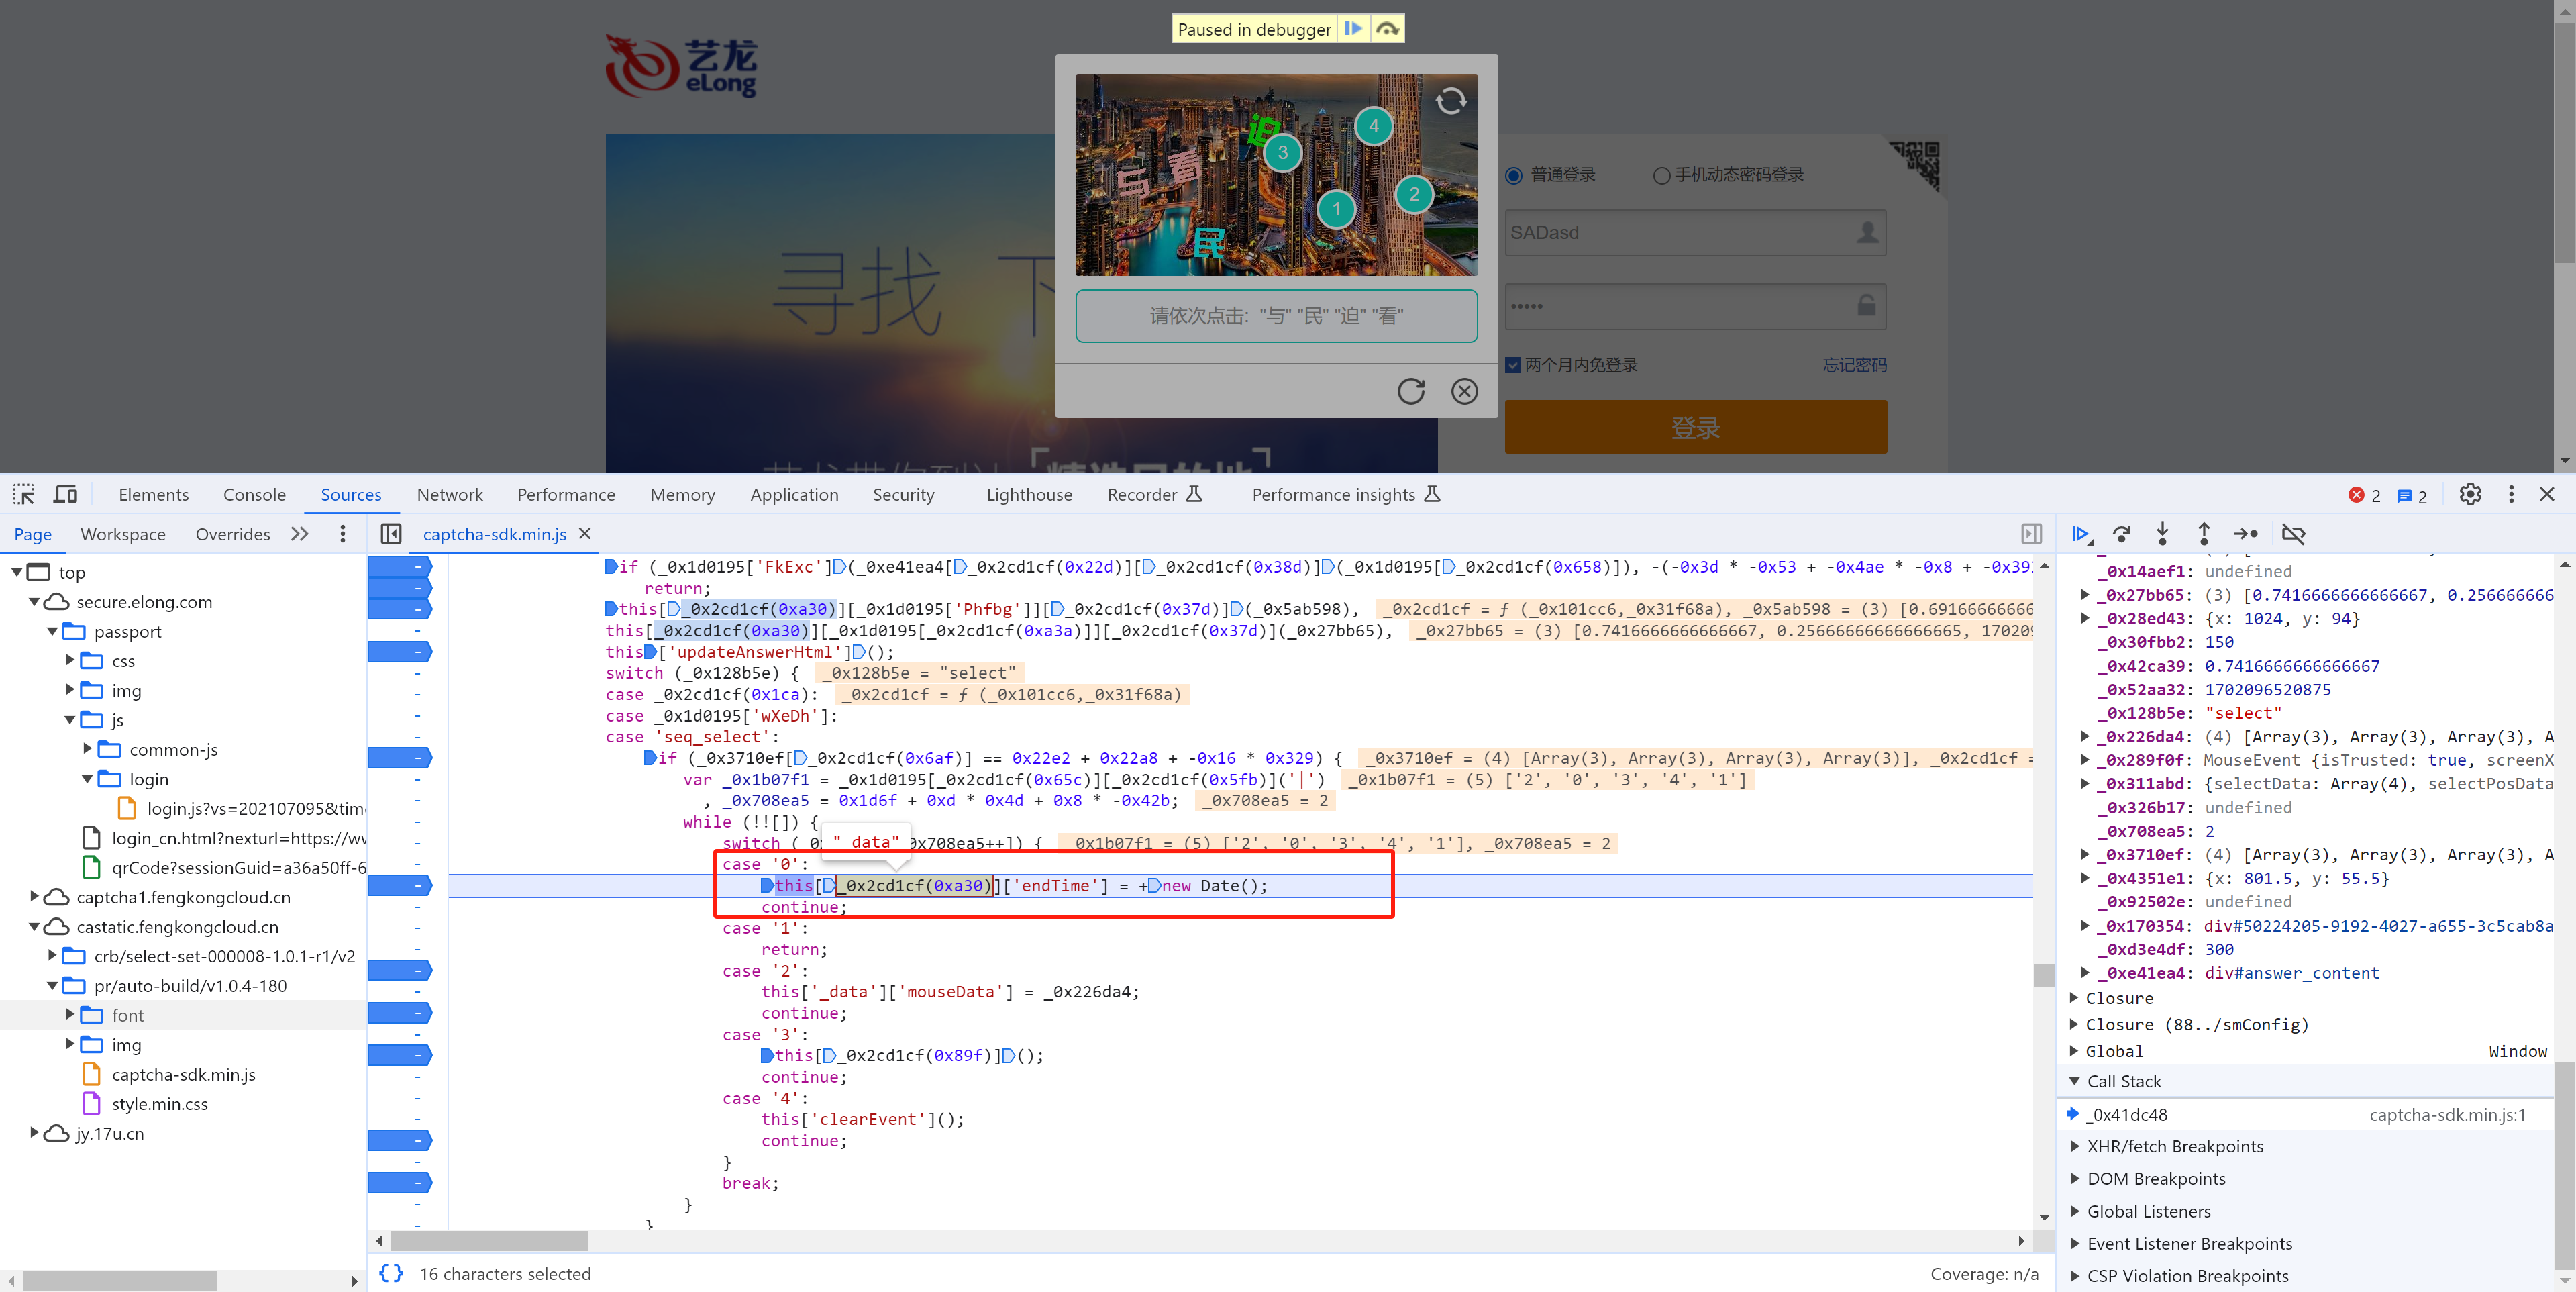 Paused in debugger
艺龙
eLong
寻找 下
迫
与
看
民
1
2
3
4
请依次点击: "与" "民" "迫" "看"
普通登录
手机动态密码登录
SADasd
•••••
两个月内免登录
忘记密码
登录
Elements Console Sources Network Performance Memory Application Security Lighthouse Recorder Performance insights
2 2
Page Workspace Overrides
captcha-sdk.min.js
top
secure.elong.com
passport
css
img
js
common-js
login
login.js?vs=202107095&time
login_cn.html?nexturl=https://ww
qrCode?sessionGuid=a36a50ff-6
captcha1.fengkongcloud.cn
castatic.fengkongcloud.cn
crb/select-set-000008-1.0.1-r1/v2
pr/auto-build/v1.0.4-180
font
img
captcha-sdk.min.js
style.min.css
jy.17u.cn
if (_0x1d0195['FkExc'](_0xe41ea4[_0x2cd1cf(0x22d)][_0x2cd1cf(0x38d)](_0x1d0195[_0x2cd1cf(0x658)]), -(-0x3d * -0x53 + -0x4ae * -0x8 + -0x39
return;
this[_0x2cd1cf(0xa30)][_0x1d0195['Phfbg']][_0x2cd1cf(0x37d)](_0x5ab598), _0x2cd1cf = ƒ (_0x101cc6,_0x31f68a), _0x5ab598 = (3) [0.69166666666
this[_0x2cd1cf(0xa30)][_0x1d0195[_0x2cd1cf(0xa3a)]][_0x2cd1cf(0x37d)](_0x27bb65), _0x27bb65 = (3) [0.7416666666666667, 0.25666666666666665, 170209
this['updateAnswerHtml']();
switch (_0x128b5e) { _0x128b5e = "select"
case _0x2cd1cf(0x1ca): _0x2cd1cf = ƒ (_0x101cc6,_0x31f68a)
case _0x1d0195['wXeDh']:
case 'seq_select':
if (_0x3710ef[_0x2cd1cf(0x6af)] == 0x22e2 + 0x22a8 + -0x16 * 0x329) { _0x3710ef = (4) [Array(3), Array(3), Array(3), Array(3)], _0x2cd1cf =
var _0x1b07f1 = _0x1d0195[_0x2cd1cf(0x65c)][_0x2cd1cf(0x5fb)]('|') _0x1b07f1 = (5) ['2', '0', '3', '4', '1']
, _0x708ea5 = 0x1d6f + 0xd * 0x4d + 0x8 * -0x42b; _0x708ea5 = 2
while (!![]) {
"_data"
switch (_0x708ea5++]) { _0x1b07f1 = (5) ['2', '0', '3', '4', '1'], _0x708ea5 = 2
case '0':
this[_0x2cd1cf(0xa30)]['endTime'] = +new Date();
continue;
case '1':
return;
case '2':
this['_data']['mouseData'] = _0x226da4;
continue;
case '3':
this[_0x2cd1cf(0x89f)]();
continue;
case '4':
this['clearEvent']();
continue;
}
break;
}
}
{} 16 characters selected
Coverage: n/a
_0x14aef1: undefined
_0x27bb65: (3) [0.7416666666666667, 0.256666666
_0x28ed43: {x: 1024, y: 94}
_0x30fbb2: 150
_0x42ca39: 0.7416666666666667
_0x52aa32: 1702096520875
_0x128b5e: "select"
_0x226da4: (4) [Array(3), Array(3), Array(3), A
_0x289f0f: MouseEvent {isTrusted: true, screenX
_0x311abd: {selectData: Array(4), selectPosData
_0x326b17: undefined
_0x708ea5: 2
_0x3710ef: (4) [Array(3), Array(3), Array(3), A
_0x4351e1: {x: 801.5, y: 55.5}
_0x92502e: undefined
_0x170354: div#50224205-9192-4027-a655-3c5cab8a
_0xd3e4df: 300
_0xe41ea4: div#answer_content
Closure
Closure (88../smConfig)
Global Window
Call Stack
_0x41dc48 captcha-sdk.min.js:1
XHR/fetch Breakpoints
DOM Breakpoints
Global Listeners
Event Listener Breakpoints
CSP Violation Breakpoints